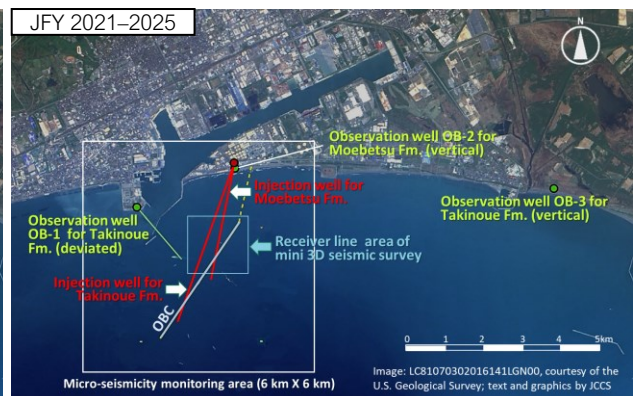 JFY 2021–2025
N
Observation well OB-2 for
Moebetsu Fm. (vertical)
Injection well for
Moebetsu Fm.
Observation well OB-3 for
Takinoue Fm. (vertical)
Observation well
OB-1 for Takinoue
Fm. (deviated)
Receiver line area of
mini 3D seismic survey
Injection well for
Takinoue Fm.
OBC
0 1 2 3 4 5km
Image: LC81070302016141LGN00, courtesy of the
U.S. Geological Survey; text and graphics by JCCS
Micro-seismicity monitoring area (6 km X 6 km)